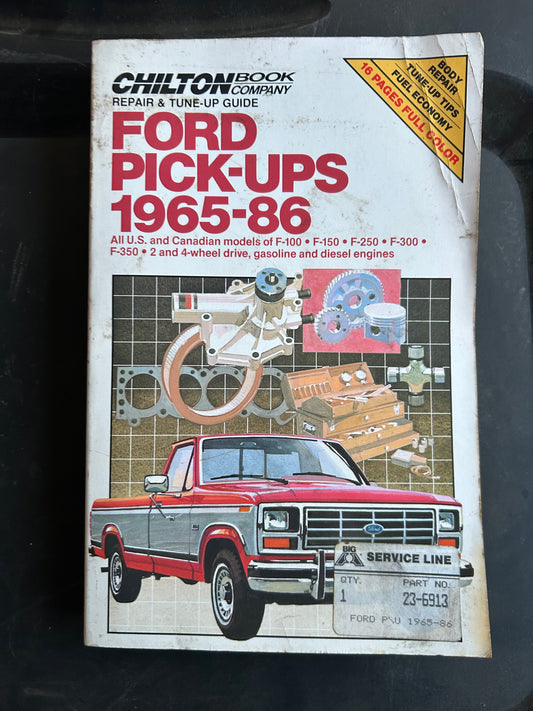 CHILTON BOOK COMPANY
REPAIR & TUNE-UP GUIDE
FORD
PICK-UPS
1965-86
All U.S. and Canadian models of F-100 • F-150 • F-250 • F-300 •
F-350 • 2 and 4-wheel drive, gasoline and diesel engines
BODY
REPAIR
TUNE-UP TIPS
FUEL ECONOMY
16 PAGES FULL COLOR
Ford
BIG A SERVICE LINE
QTY. PART NO.
1 23-6913
FORD P\U 1965-86